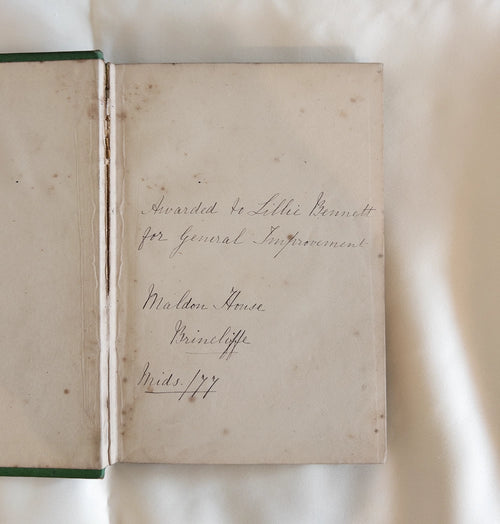 Awarded to Lillie Bennett
for General Improvement
Maldon House
Brincliffe
Mids. /77